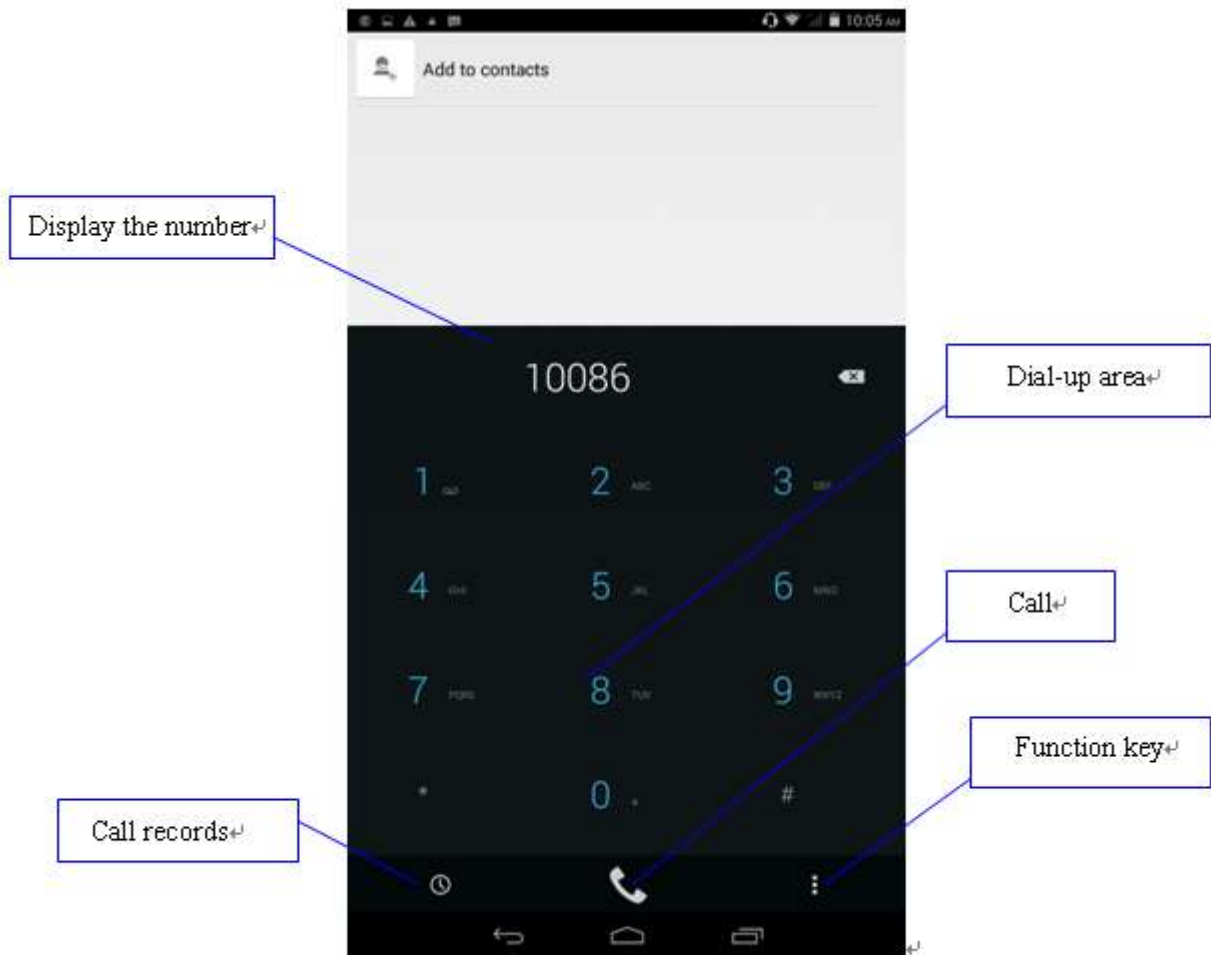 10:05 AM
Add to contacts
Display the number
10086
Dial-up area
1
2 ABC
3 DEF
4 GHI
5 JKL
6 MNO
Call
7 PQRS
8 TUV
9 WXYZ
Function key
* 0 + #
Call records